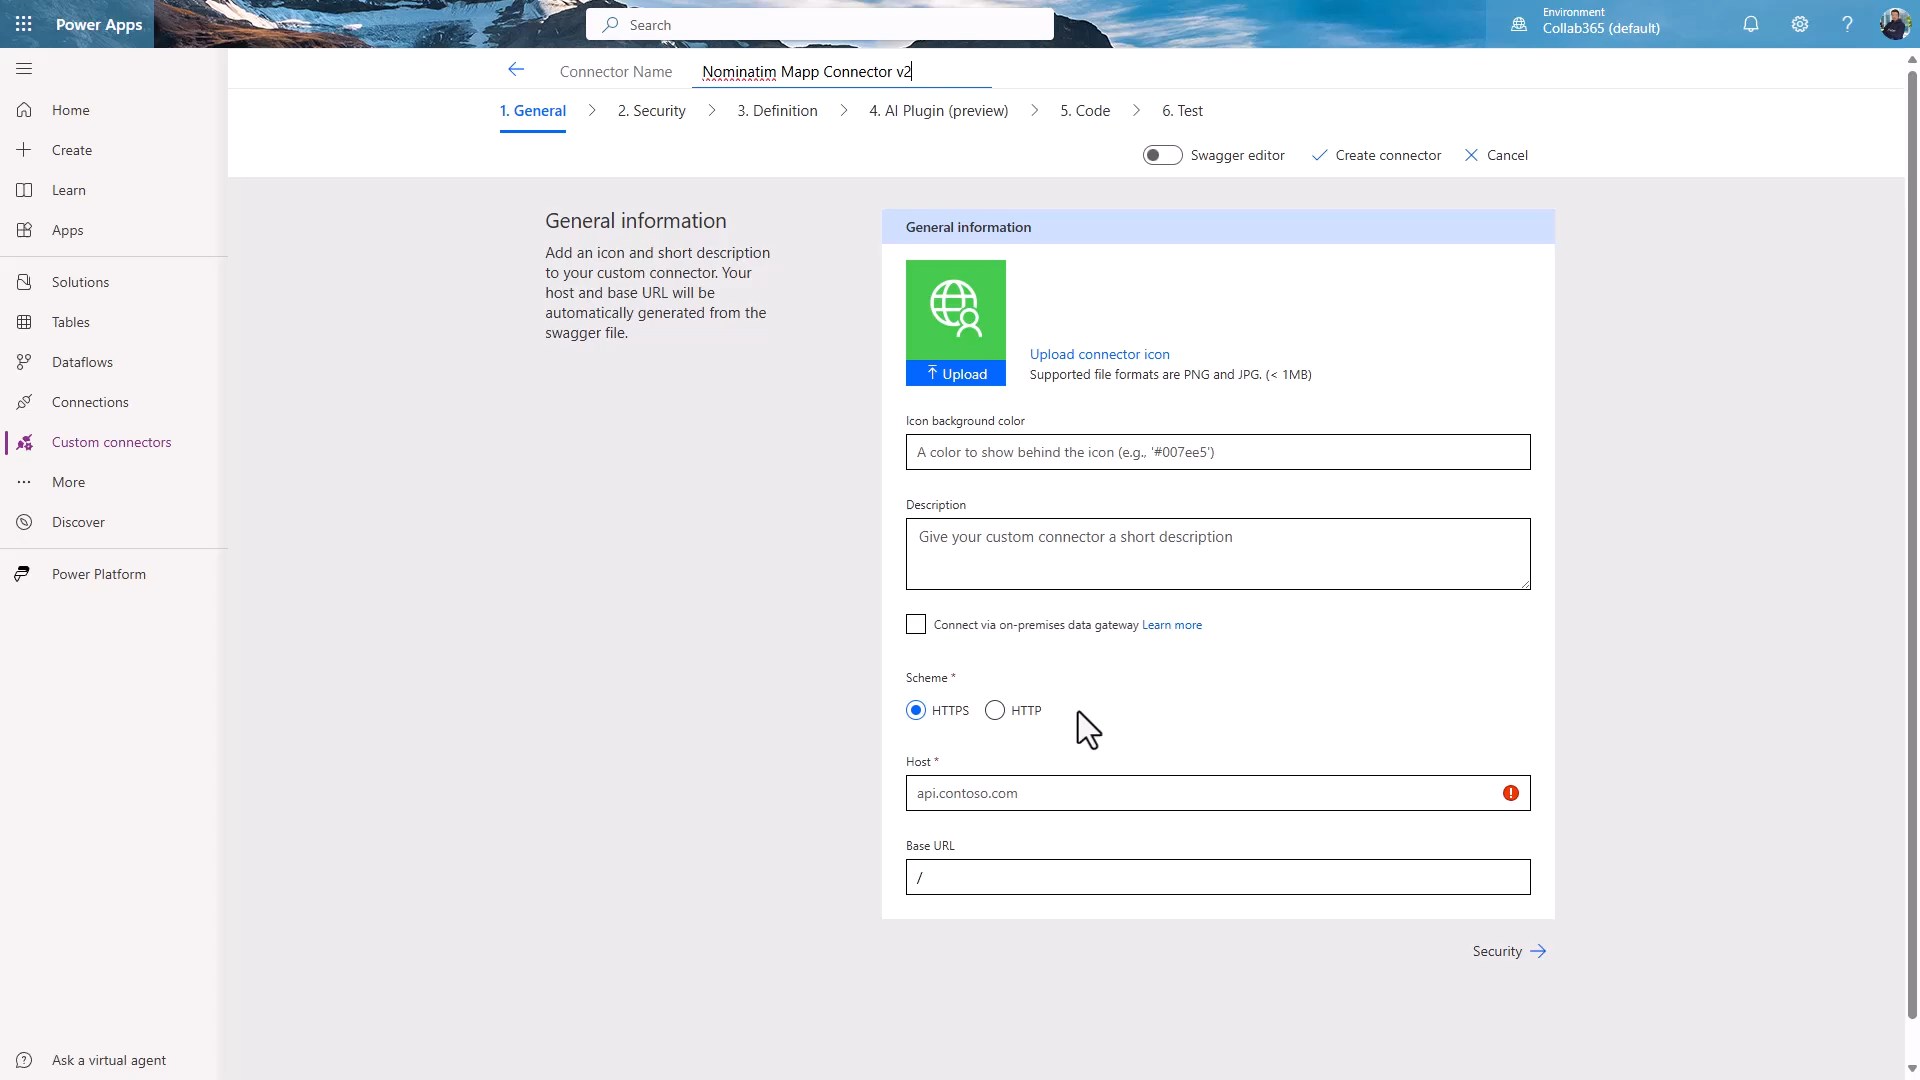 Power Apps
Search
Environment
Collab365 (default)
?
Home
Create
Learn
Apps
Solutions
Tables
Dataflows
Connections
Custom connectors
More
Discover
Power Platform
Ask a virtual agent
Connector Name
Nominatim Mapp Connector v2
1. General
2. Security
3. Definition
4. AI Plugin (preview)
5. Code
6. Test
Swagger editor
Create connector
Cancel
General information
Add an icon and short description
to your custom connector. Your
host and base URL will be
automatically generated from the
swagger file.
General information
Upload
Upload connector icon
Supported file formats are PNG and JPG. (< 1MB)
Icon background color
A color to show behind the icon (e.g., '#007ee5')
Description
Give your custom connector a short description
Connect via on-premises data gateway Learn more
Scheme *
HTTPS
HTTP
Host *
api.contoso.com
Base URL
/
Security